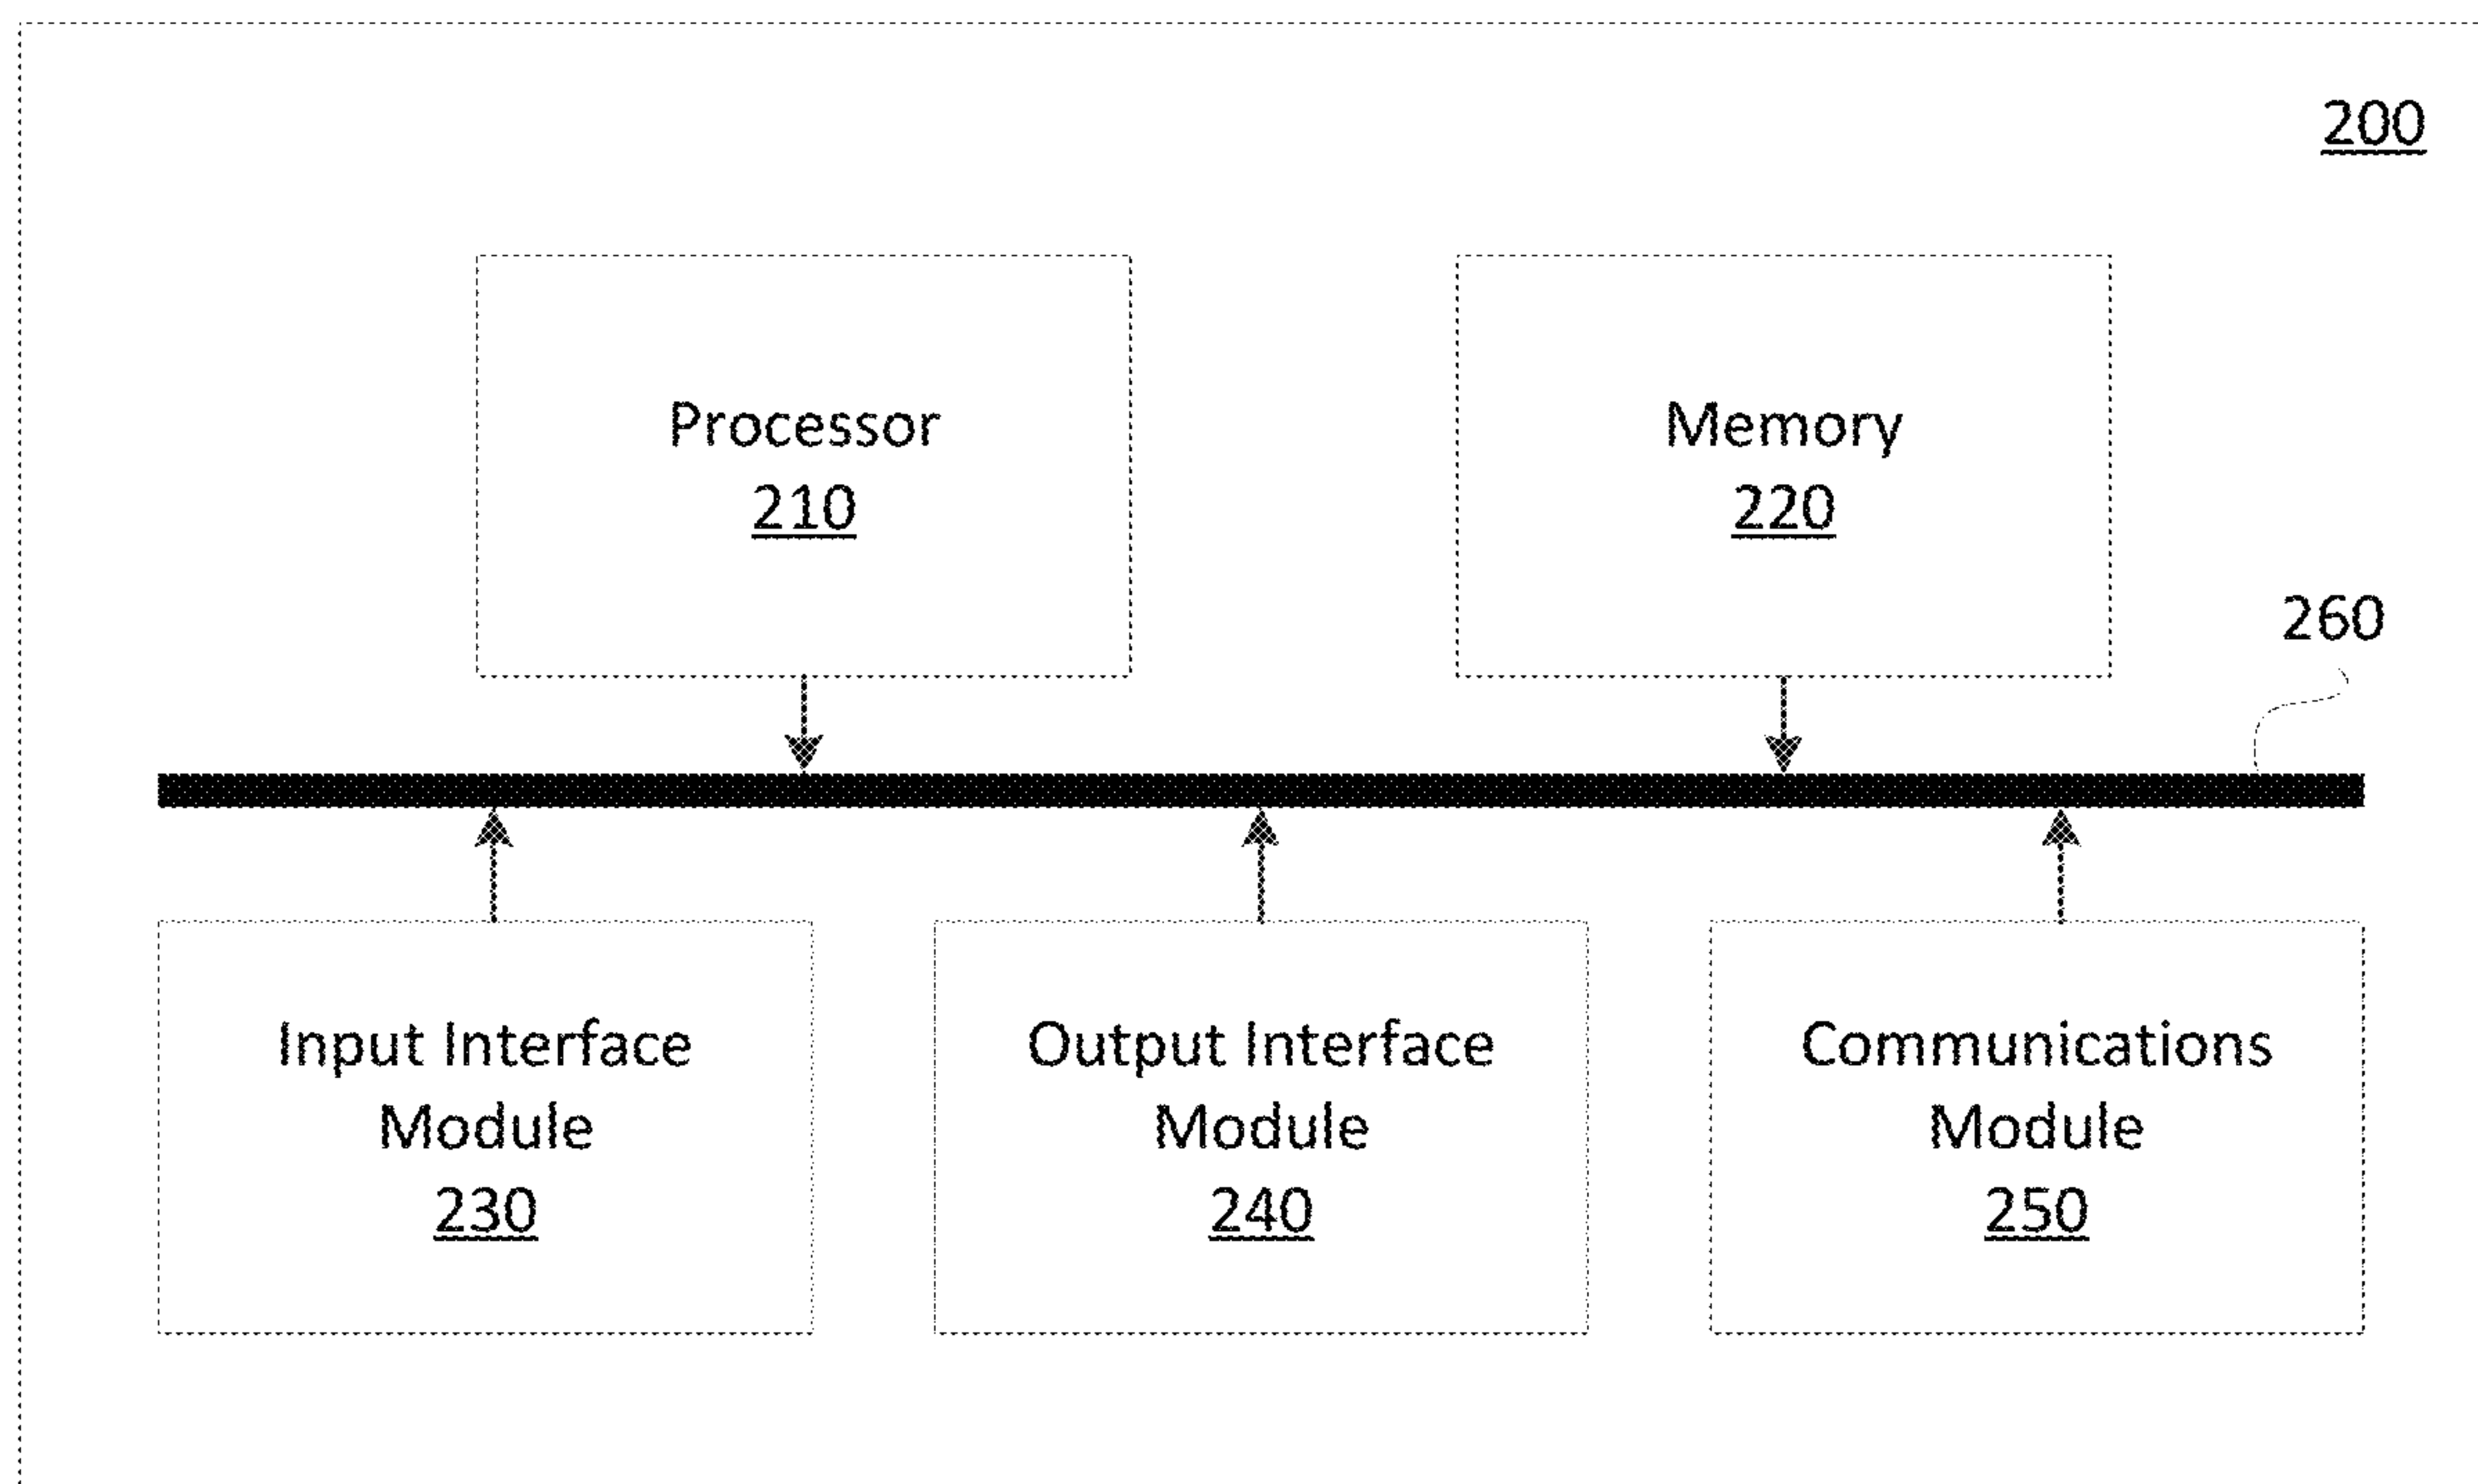 200
Processor
210
Memory
220
260
Input Interface
Module
230
Output Interface
Module
240
Communications
Module
250